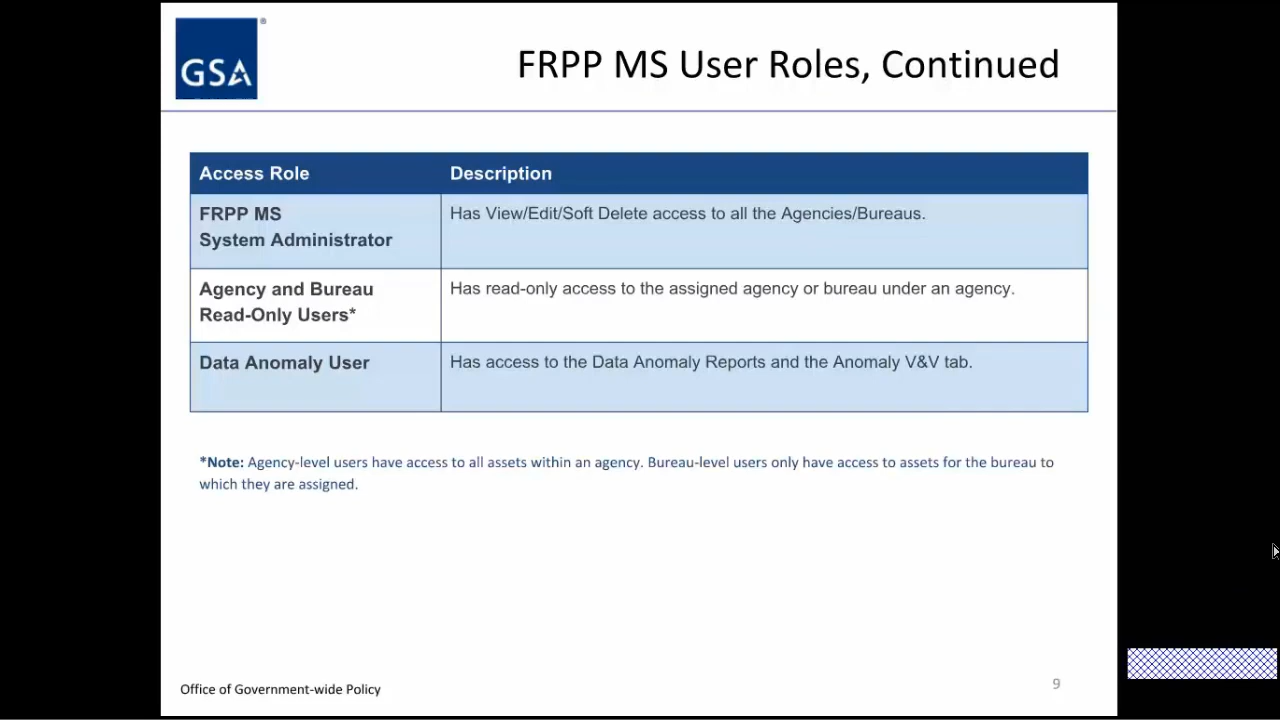 GSA
®
FRPP MS User Roles, Continued
Access Role
Description
FRPP MS
System Administrator
Has View/Edit/Soft Delete access to all the Agencies/Bureaus.
Agency and Bureau
Read-Only Users*
Has read-only access to the assigned agency or bureau under an agency.
Data Anomaly User
Has access to the Data Anomaly Reports and the Anomaly V&V tab.
*Note: Agency-level users have access to all assets within an agency. Bureau-level users only have access to assets for the bureau to
which they are assigned.
Office of Government-wide Policy
9